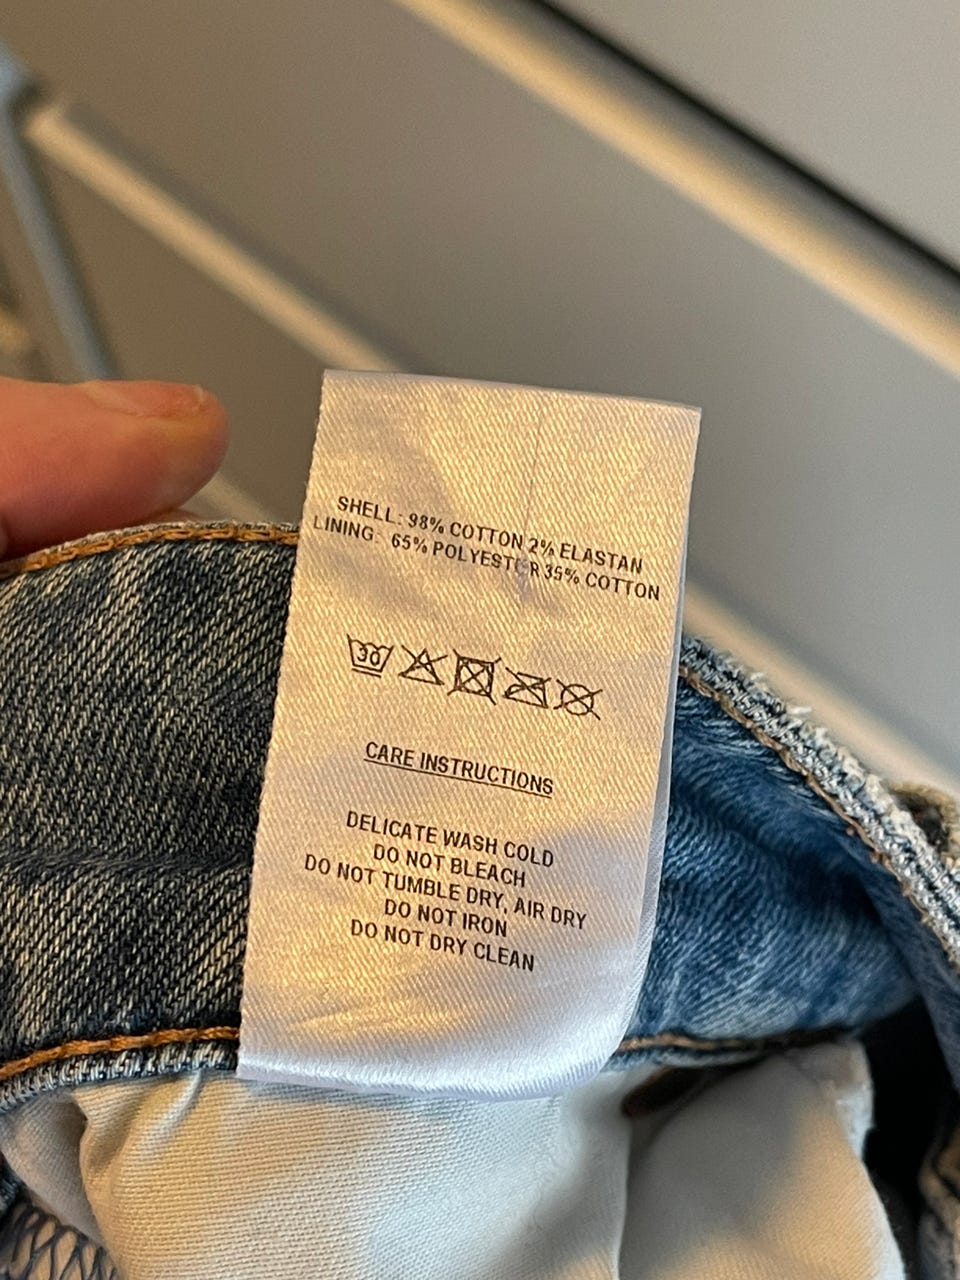 SHELL: 98% COTTON 2% ELASTAN
LINING: 65% POLYESTER 35% COTTON
30
CARE INSTRUCTIONS
DELICATE WASH COLD
DO NOT BLEACH
DO NOT TUMBLE DRY, AIR DRY
DO NOT IRON
DO NOT DRY CLEAN